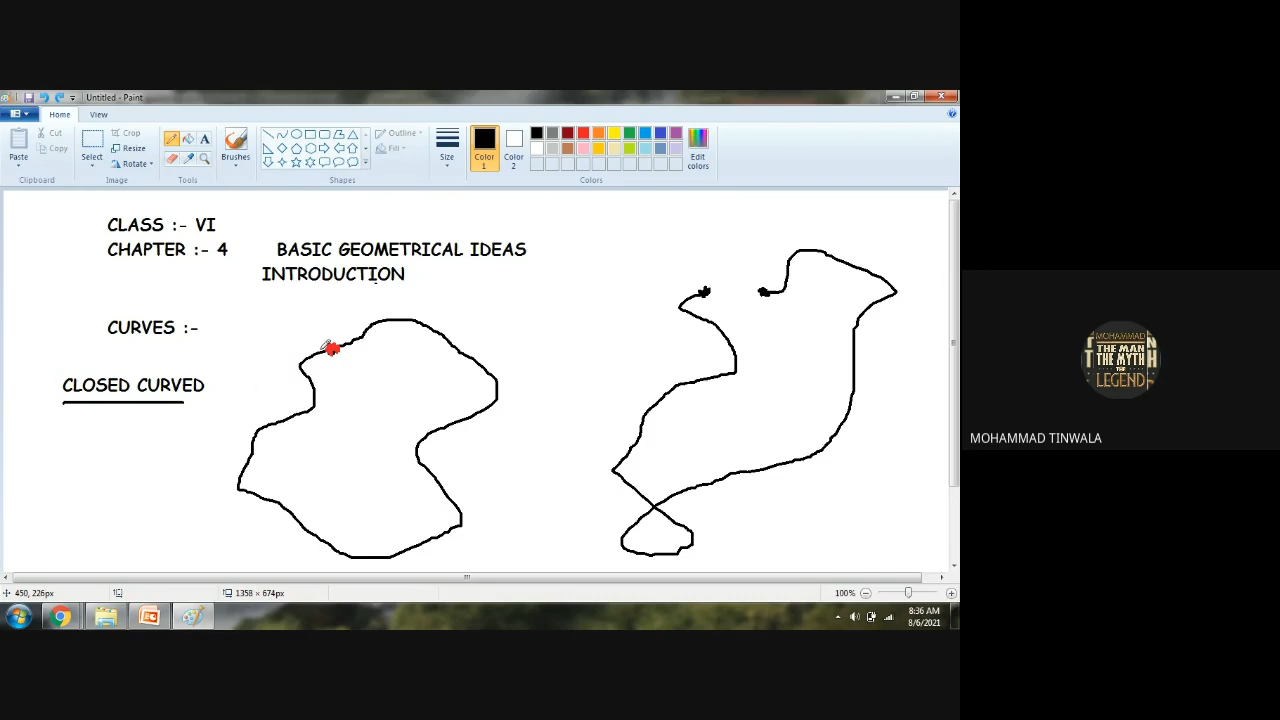 Untitled - Paint
Home
View
Paste
Cut
Copy
Clipboard
Select
Crop
Resize
Rotate
Image
A
Tools
Brushes
Outline
Fill
Shapes
Size
Color
1
Color
2
Edit
colors
Colors
CLASS :- VI
CHAPTER :- 4 BASIC GEOMETRICAL IDEAS
INTRODUCTION
CURVES :-
CLOSED CURVED
450, 226px
1358 × 674px
100%
8:36 AM
8/6/2021
MOHAMMAD
THE MAN
THE MYTH
THE
LEGEND
MOHAMMAD TINWALA